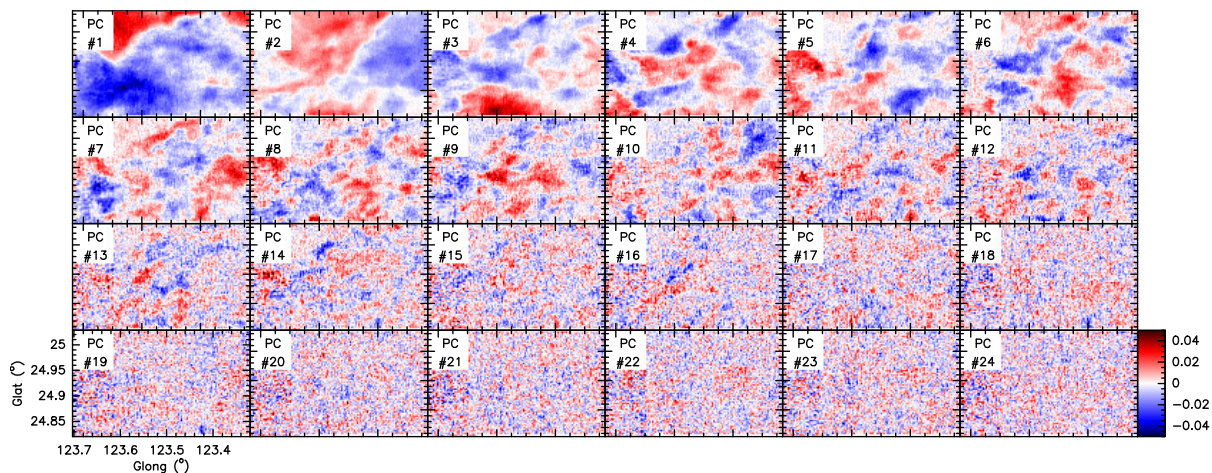 PC #1
PC #2
PC #3
PC #4
PC #5
PC #6
PC #7
PC #8
PC #9
PC #10
PC #11
PC #12
PC #13
PC #14
PC #15
PC #16
PC #17
PC #18
PC #19
PC #20
PC #21
PC #22
PC #23
PC #24
25
24.95
24.9
24.85
Glat (°)
123.7 123.6 123.5 123.4
Glong (°)
0.04
0.02
0
−0.02
−0.04